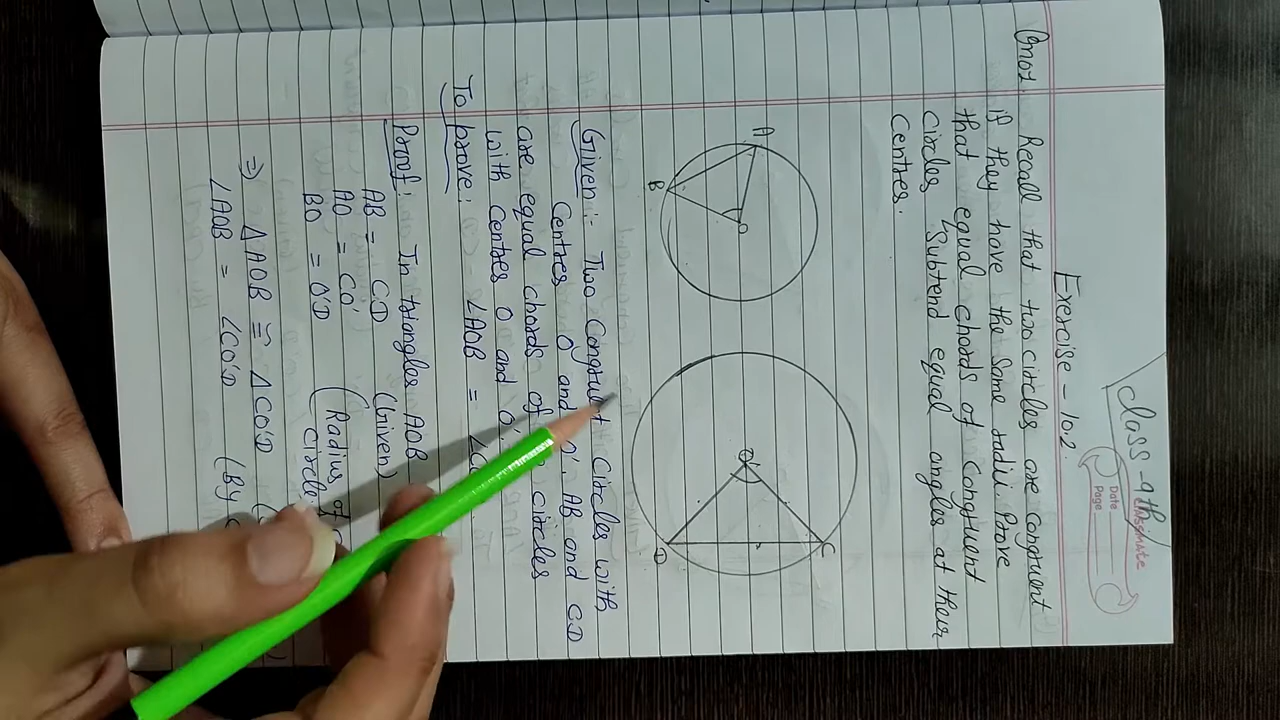 Class - 9th
classmate
Date
Page
Exercise - 10.2
Recall that two circles are congruent
if they have the same radii. Prove
that equal chords of congruent
circles subtend equal angles at their
Centres.
A
B
O
O'
C
D
Given :- Two Congruent Circles with
Centres O and O'. AB and CD
are equal chords of circles
with Centres O and O'.
To prove: ∠AOB =
Proof: In triangles AOB
AB = CD (Given)
AO = CO' (Radius of
BO = O'D circle
⇒ ΔAOB ≅ ΔCO'D
∠AOB = ∠CO'D (By